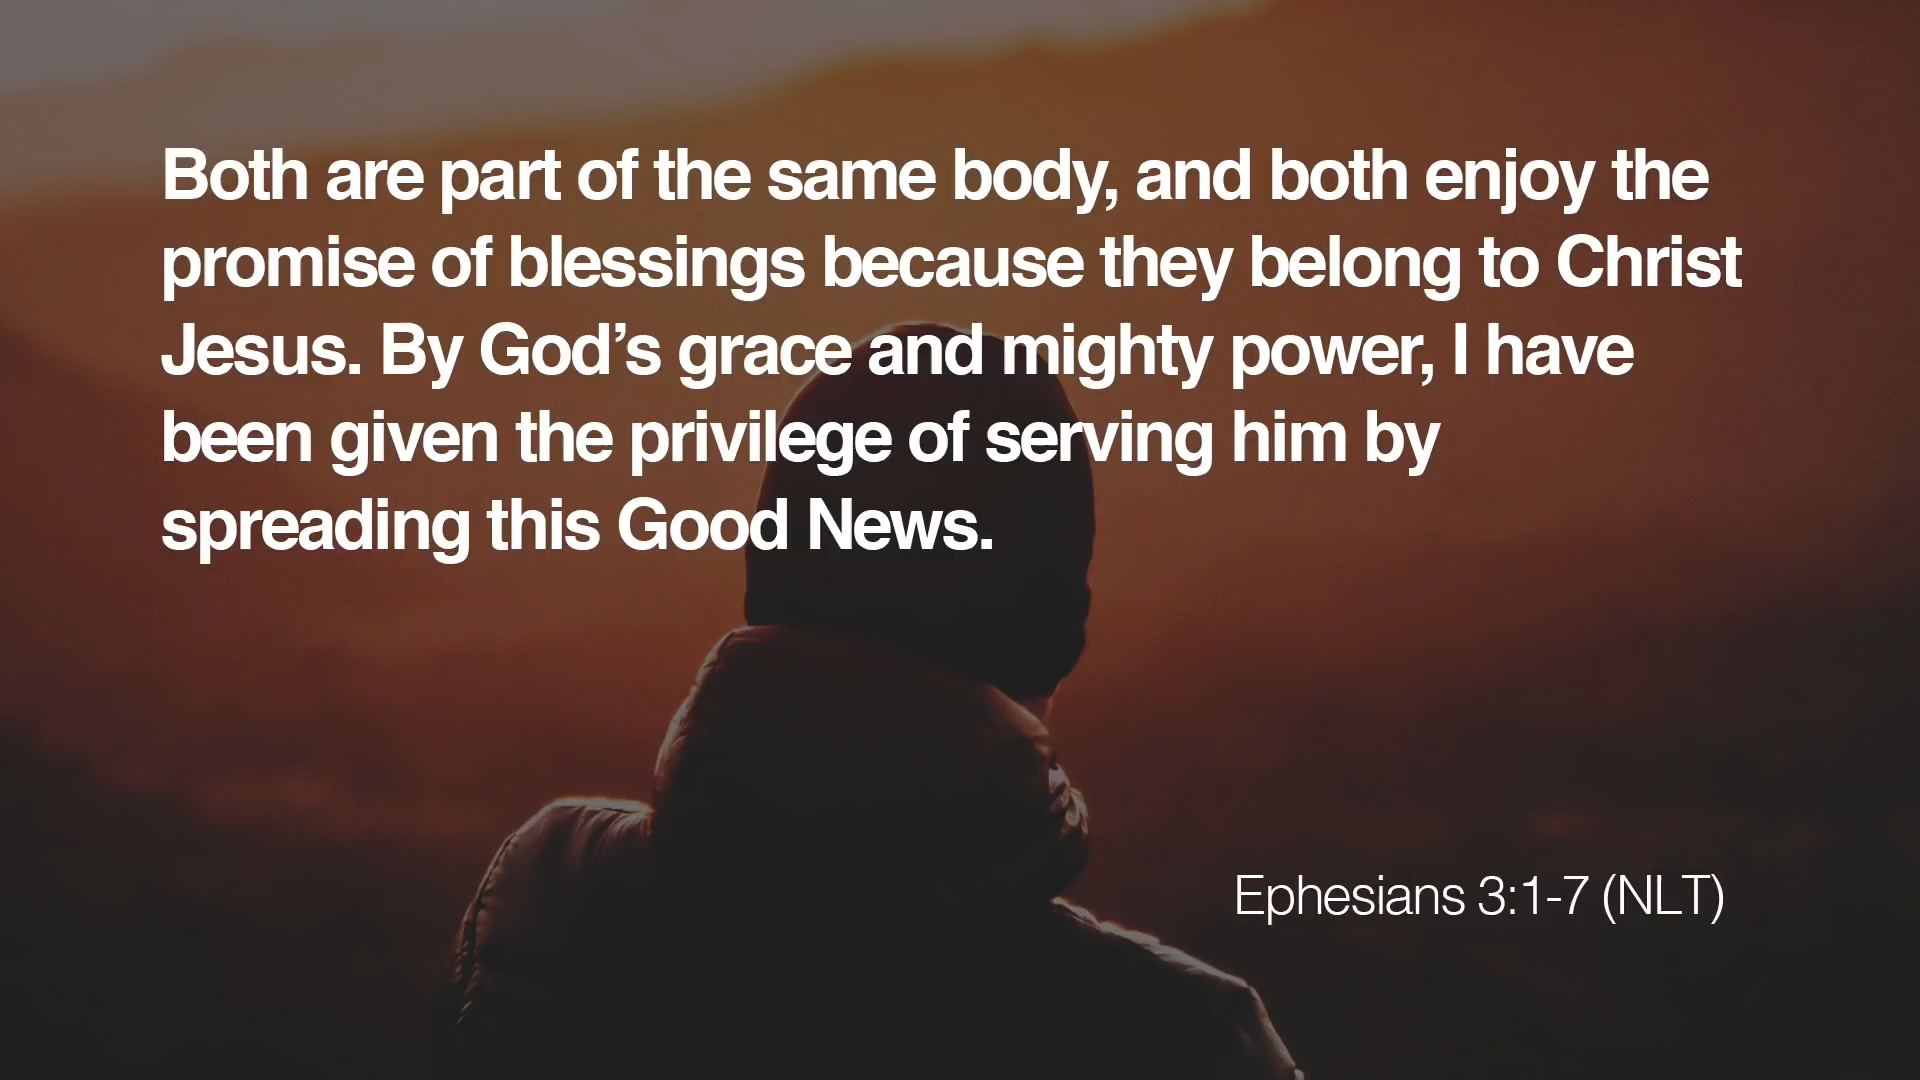 Both are part of the same body, and both enjoy the
promise of blessings because they belong to Christ
Jesus. By God’s grace and mighty power, I have
been given the privilege of serving him by
spreading this Good News.
Ephesians 3:1-7 (NLT)